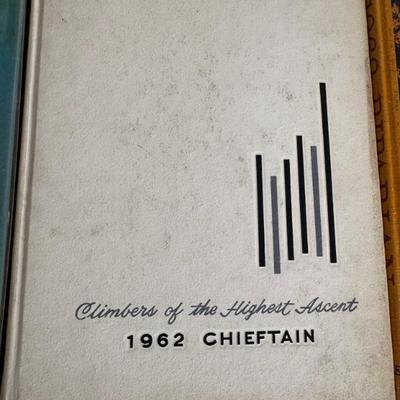 Climbers of the Highest Ascent
1962 CHIEFTAIN